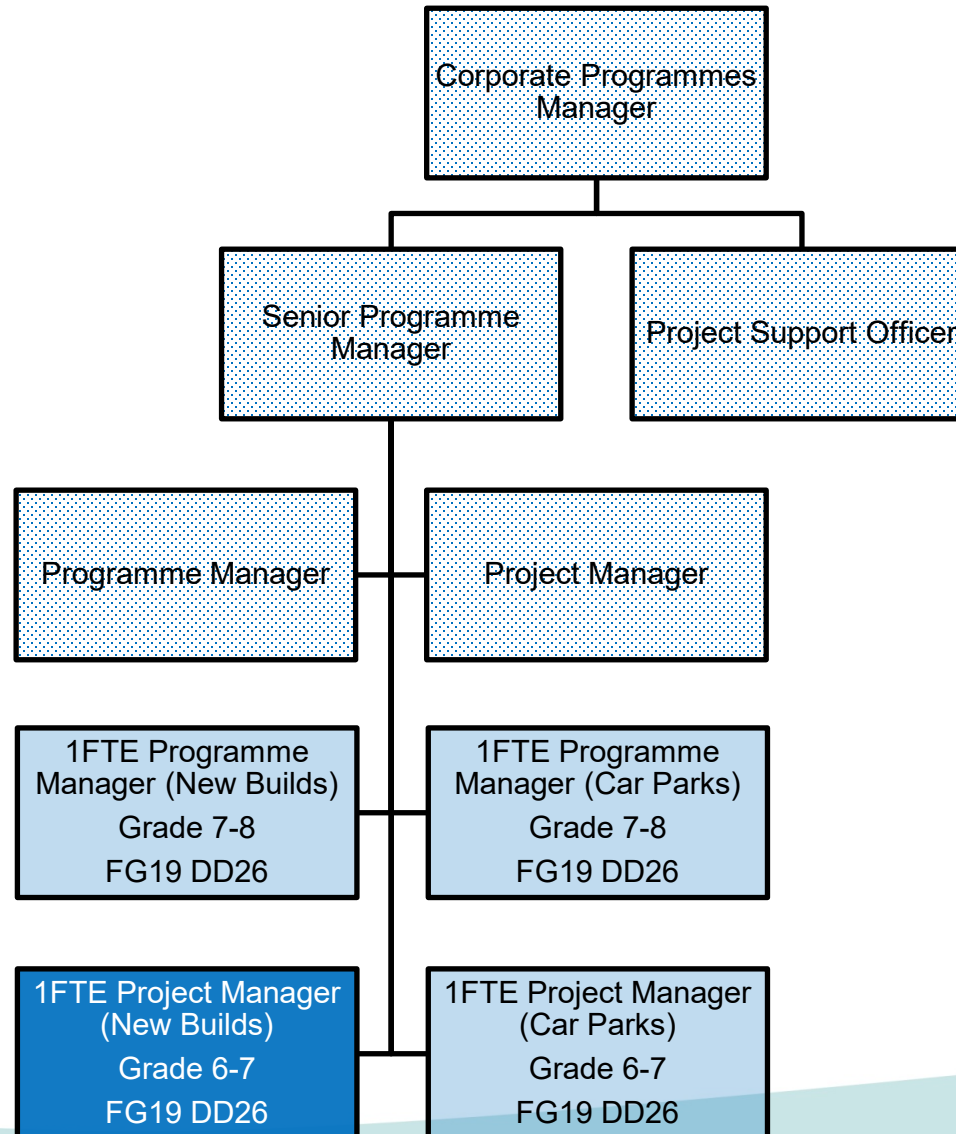 Corporate Programmes
Manager
Senior Programme
Manager
Project Support Officer
Programme Manager
Project Manager
1FTE Programme
Manager (New Builds)
Grade 7-8
FG19 DD26
1FTE Programme
Manager (Car Parks)
Grade 7-8
FG19 DD26
1FTE Project Manager
(New Builds)
Grade 6-7
FG19 DD26
1FTE Project Manager
(Car Parks)
Grade 6-7
FG19 DD26